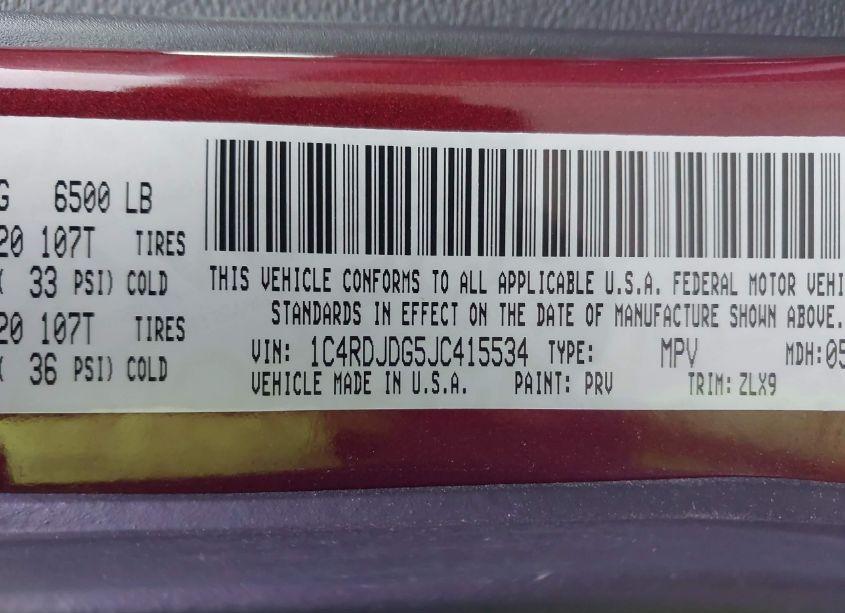 G 6500 LB
20 107T TIRES
33 PSI) COLD
20 107T TIRES
36 PSI) COLD
THIS VEHICLE CONFORMS TO ALL APPLICABLE U.S.A. FEDERAL MOTOR VEHI
STANDARDS IN EFFECT ON THE DATE OF MANUFACTURE SHOWN ABOVE.
VIN: 1C4RDJDG5JC415534 TYPE: MPV MDH:05
VEHICLE MADE IN U.S.A. PAINT: PRV TRIM: ZLX9